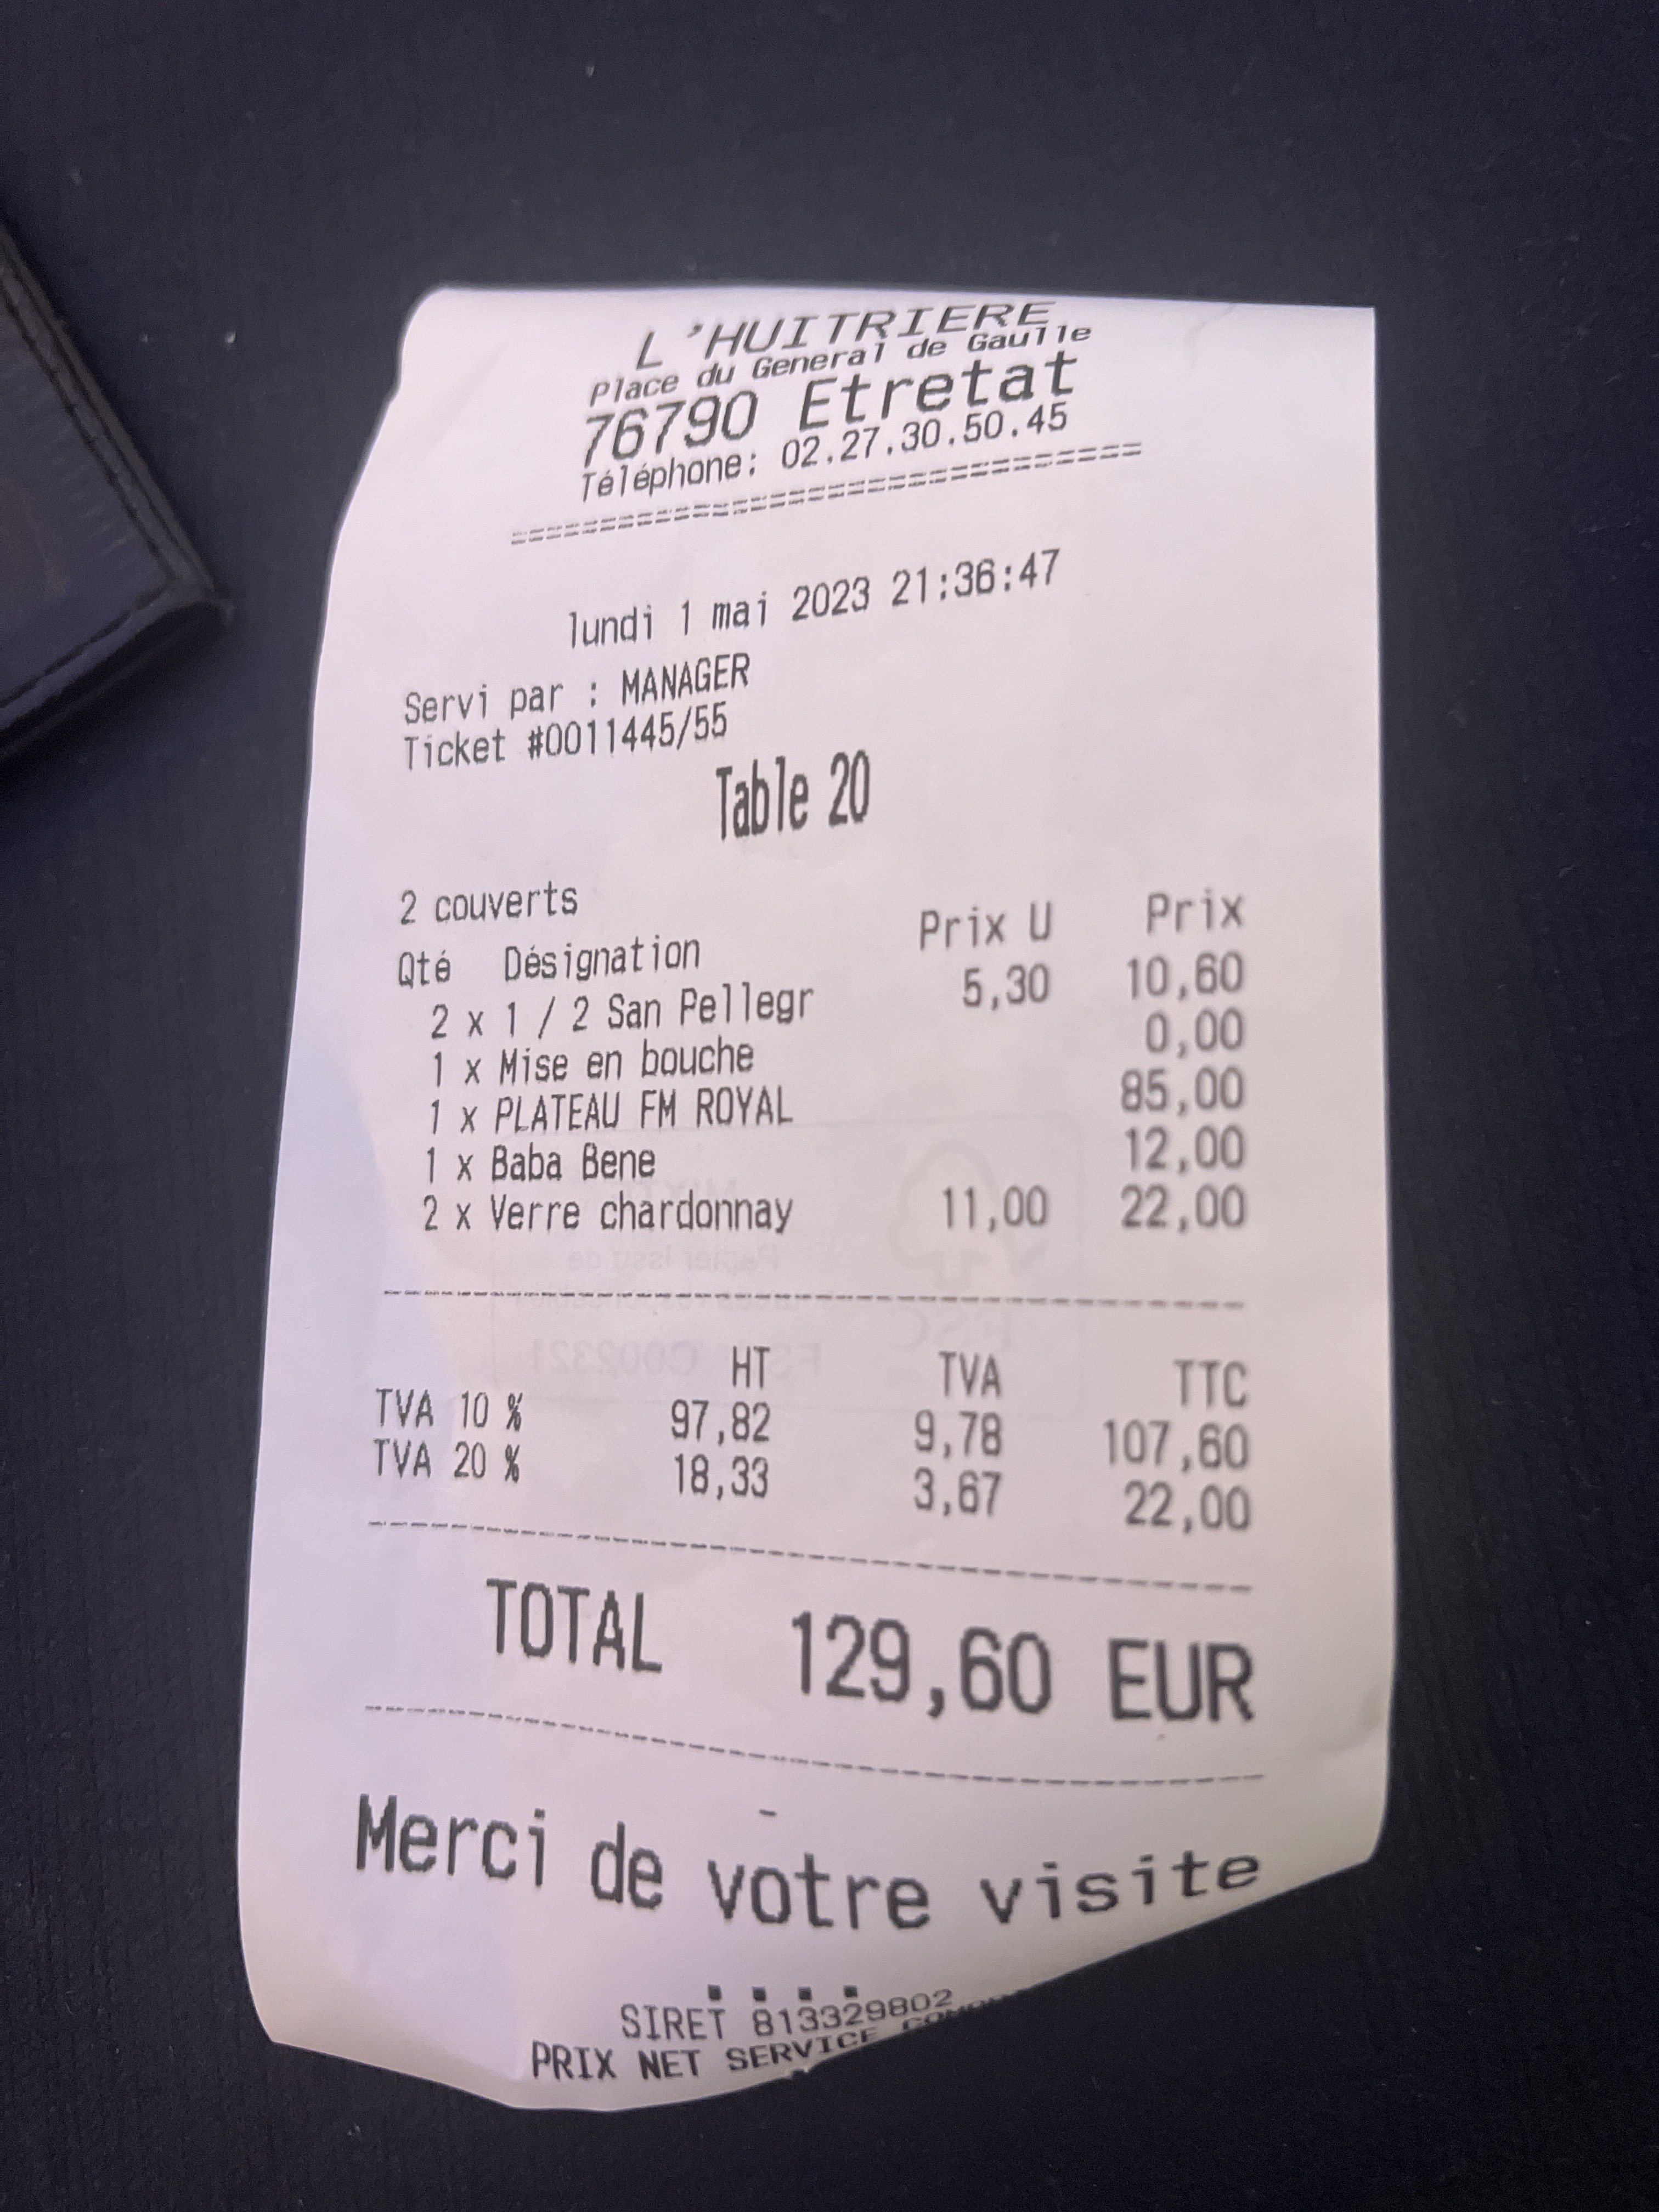 L'HUITRIERE
Place du General de Gaulle
76790 Etretat
Téléphone: 02.27.30.50.45
==============================
lundi 1 mai 2023 21:36:47
Servi par : MANAGER
Ticket #0011445/55
Table 20
2 couverts
Qté Désignation Prix U Prix
2 x 1 / 2 San Pellegr 5,30 10,60
1 x Mise en bouche 0,00
1 x PLATEAU FM ROYAL 85,00
1 x Baba Bene 12,00
2 x Verre chardonnay 11,00 22,00
HT TVA TTC
TVA 10 % 97,82 9,78 107,60
TVA 20 % 18,33 3,67 22,00
TOTAL 129,60 EUR
Merci de votre visite
SIRET 813329802
PRIX NET SERVICE